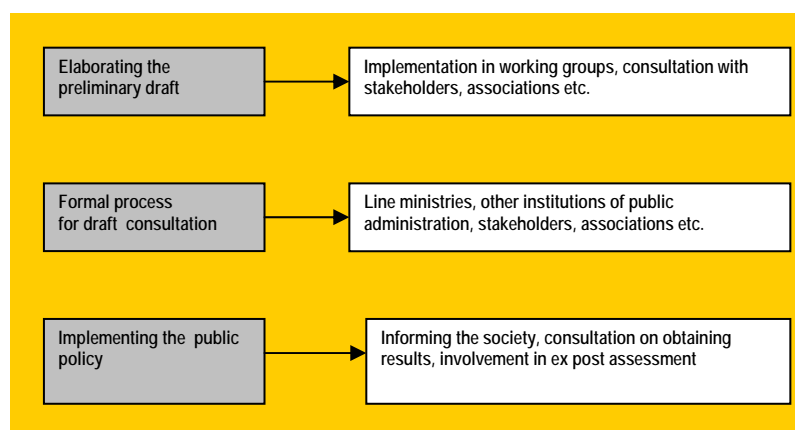 Elaborating the
preliminary draft
Implementation in working groups, consultation with
stakeholders, associations etc.
Formal process
for draft consultation
Line ministries, other institutions of public
administration, stakeholders, associations etc.
Implementing the public
policy
Informing the society, consultation on obtaining
results, involvement in ex post assessment